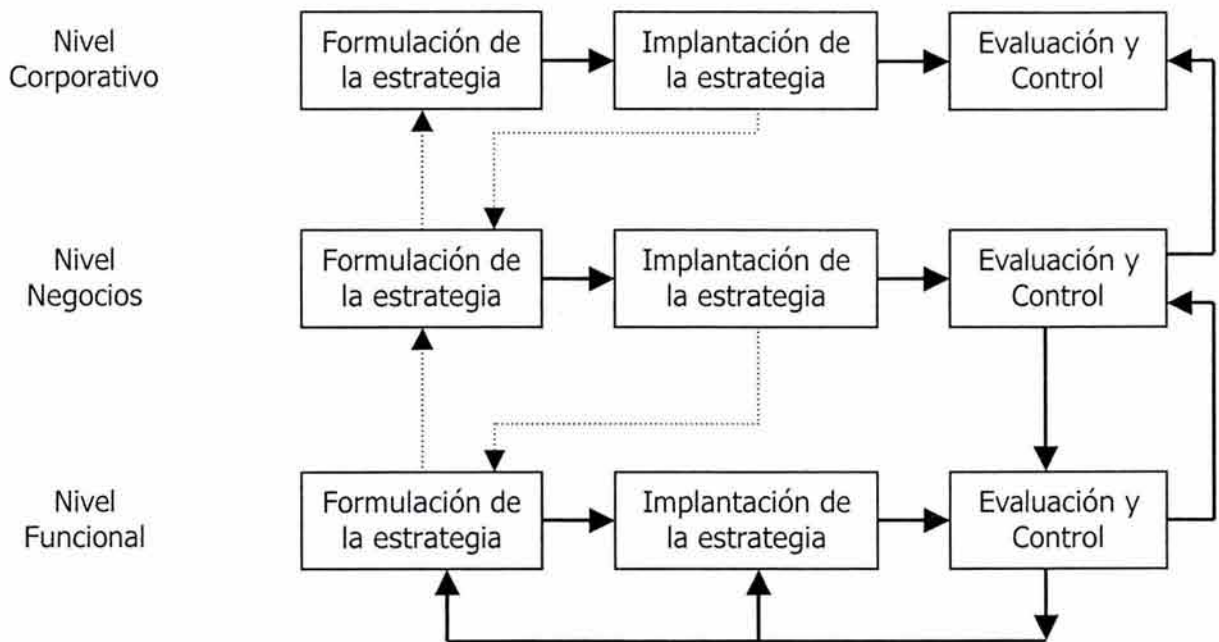 Nivel
Corporativo
Formulación de
la estrategia
Implantación de
la estrategia
Evaluación y
Control
Nivel
Negocios
Formulación de
la estrategia
Implantación de
la estrategia
Evaluación y
Control
Nivel
Funcional
Formulación de
la estrategia
Implantación de
la estrategia
Evaluación y
Control